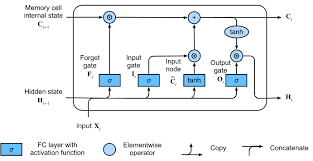 Memory cell
internal state
C_{t-1}
C_t
tanh
Forget
gate
F_t
Input
gate
I_t
Input
node
C̃_t
Output
gate
O_t
σ
σ
tanh
σ
Hidden state
H_{t-1}
H_t
Input X_t
σ
FC layer with
activation function
Elementwise
operator
Copy
Concatenate